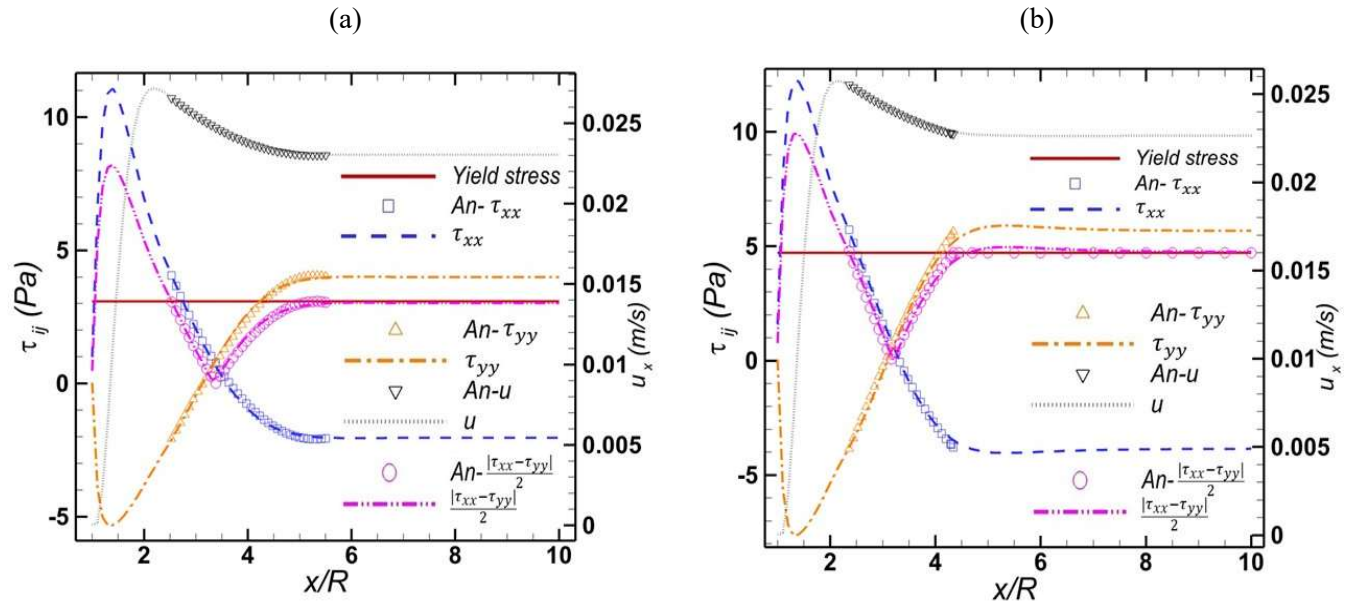 (a)
(b)
τij (Pa)
10
5
0
-5
2
4
6
8
10
x/R
0.025
0.02
0.015
0.01
0.005
0
ux (m/s)
Yield stress
An- τxx
τxx
An- τyy
τyy
An-u
u
An-|τxx−τyy|/2
|τxx−τyy|/2
τij (Pa)
10
5
0
-5
2
4
6
8
10
x/R
0.025
0.02
0.015
0.01
0.005
0
ux (m/s)
Yield stress
An- τxx
τxx
An- τyy
τyy
An-u
u
An-|τxx−τyy|/2
|τxx−τyy|/2